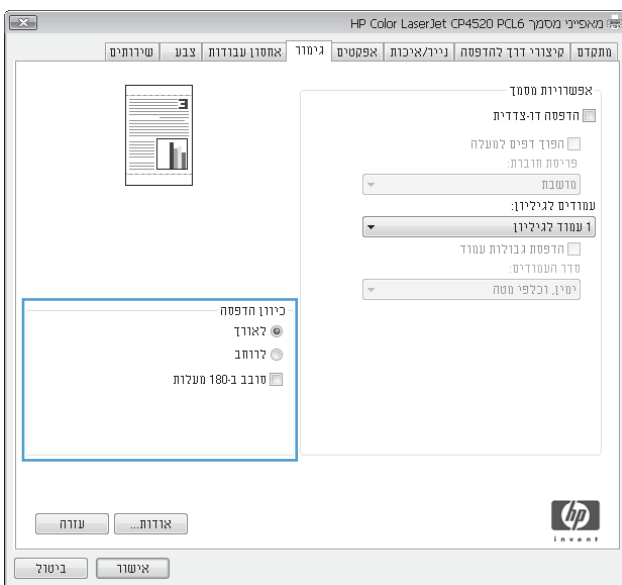 מאפייני מסמך HP Color LaserJet CP4520 PCL6
מתקדם
קיצורי דרך להדפסה
נייר/איכות
אפקטים
גימור
אחסון עבודות
צבע
שירותים
אפשרויות מסמך
הדפסה דו-צדדית
הפוך דפים למעלה
פריסת חוברת:
מושבת
עמודים לגיליון:
1 עמוד לגיליון
הדפסת גבולות עמוד
סדר העמודים:
ימין, וכלפי מטה
כיוון הדפסה
לאורך
לרוחב
סובב ב-180 מעלות
hp
invent
אודות...
עזרה
אישור
ביטול